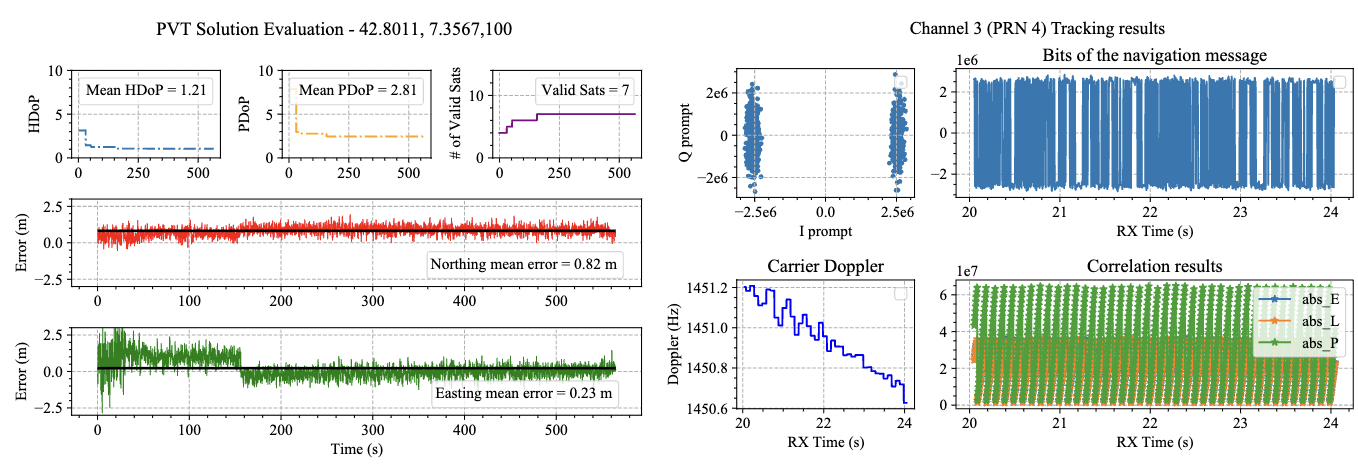 PVT Solution Evaluation - 42.8011, 7.3567,100
HDoP
10
5
0
Mean HDoP = 1.21
0 250 500
PDoP
10
5
0
Mean PDoP = 2.81
0 250 500
# of Valid Sats
10
0
Valid Sats = 7
0 250 500
Error (m)
2.5
0.0
−2.5
Northing mean error = 0.82 m
0 100 200 300 400 500
Error (m)
2.5
0.0
−2.5
Easting mean error = 0.23 m
0 100 200 300 400 500
Time (s)
Channel 3 (PRN 4) Tracking results
Q prompt
2e6
0
−2e6
−2.5e6 0.0 2.5e6
I prompt
Bits of the navigation message
1e6
2
0
−2
20 21 22 23 24
RX Time (s)
Carrier Doppler
Doppler (Hz)
1451.2
1451.0
1450.8
1450.6
20 22 24
RX Time (s)
Correlation results
1e7
6
4
2
0
abs_E
abs_L
abs_P
20 21 22 23 24
RX Time (s)